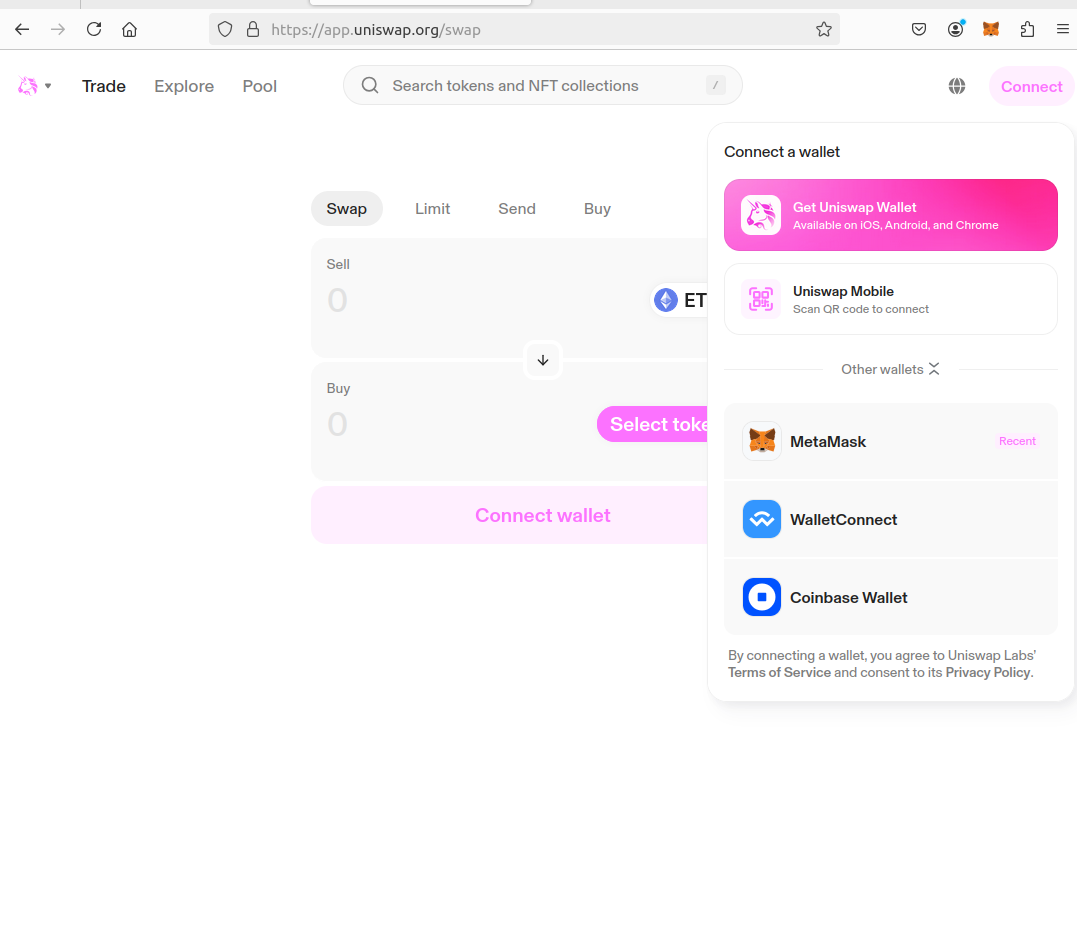 https://app.uniswap.org/swap
Trade Explore Pool Search tokens and NFT collections / Connect
Connect a wallet
Get Uniswap Wallet
Available on iOS, Android, and Chrome
Uniswap Mobile
Scan QR code to connect
Other wallets
MetaMask Recent
WalletConnect
Coinbase Wallet
By connecting a wallet, you agree to Uniswap Labs'
Terms of Service and consent to its Privacy Policy.
Swap Limit Send Buy
Sell
0 ET
Buy
0 Select toke
Connect wallet